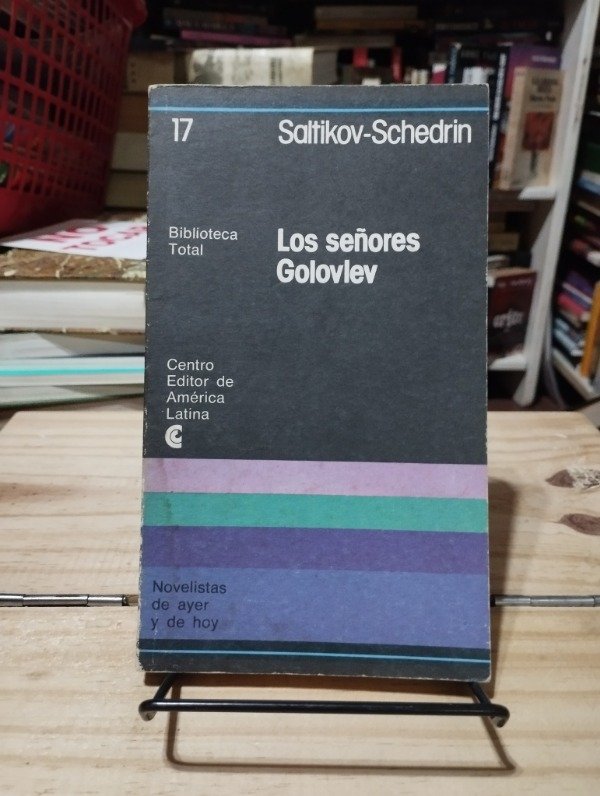 17
Saltikov-Schedrin
Biblioteca
Total
Los señores
Golovlev
Centro
Editor de
América
Latina
Novelistas
de ayer
y de hoy